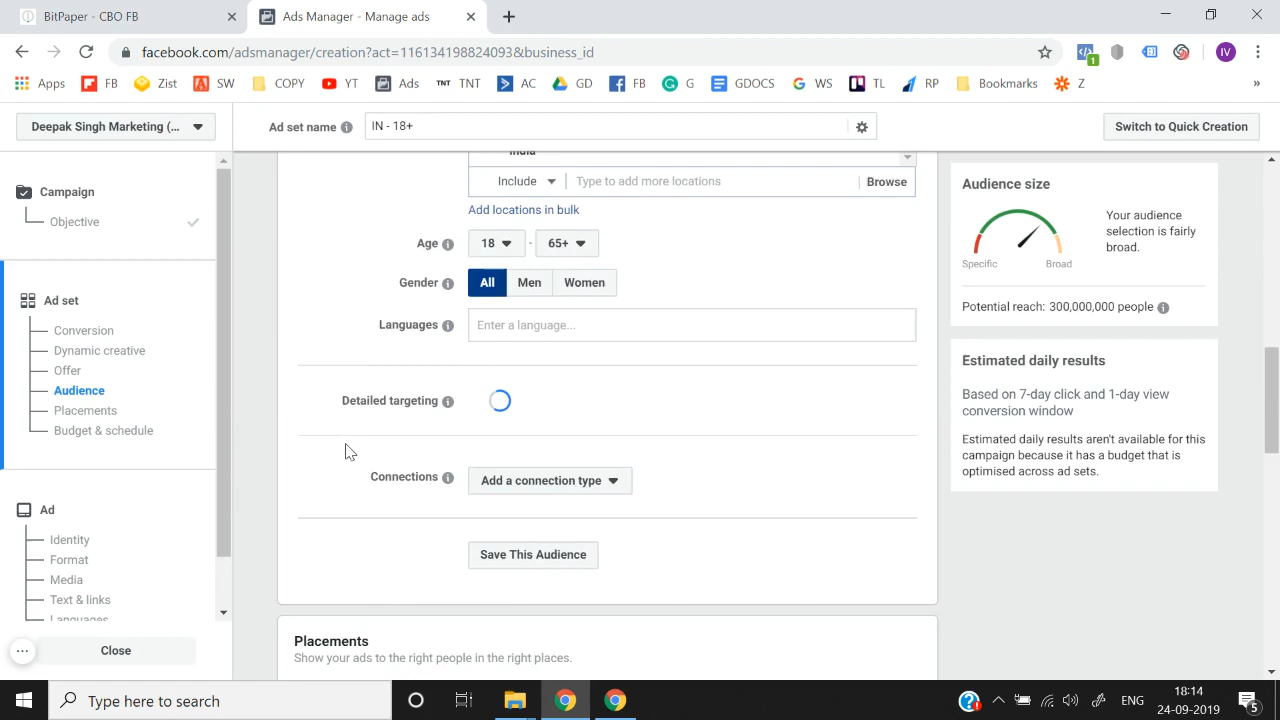 BitPaper - CBO FB
Ads Manager - Manage ads
facebook.com/adsmanager/creation?act=116134198824093&business_id
1
IV
Apps
FB
Zist
SW
COPY
YT
Ads
TNT TNT
AC
GD
FB
G
GDOCS
WS
TL
RP
Bookmarks
Z
»
Deepak Singh Marketing (...
Ad set name
IN - 18+
Switch to Quick Creation
Campaign
Objective
Ad set
Conversion
Dynamic creative
Offer
Audience
Placements
Budget & schedule
Ad
Identity
Format
Media
Text & links
Languages
Close
India
Include
Type to add more locations
Browse
Add locations in bulk
Age
18
-
65+
Gender
All
Men
Women
Languages
Enter a language...
Detailed targeting
Connections
Add a connection type
Save This Audience
Placements
Show your ads to the right people in the right places.
Audience size
Specific
Broad
Your audience
selection is fairly
broad.
Potential reach: 300,000,000 people
Estimated daily results
Based on 7-day click and 1-day view
conversion window
Estimated daily results aren't available for this
campaign because it has a budget that is
optimised across ad sets.
Type here to search
ENG
18:14
24-09-2019
5